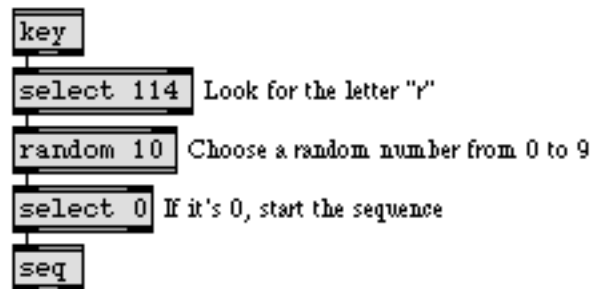 key
select 114 Look for the letter "r"
random 10 Choose a random number from 0 to 9
select 0 If it's 0, start the sequence
seq